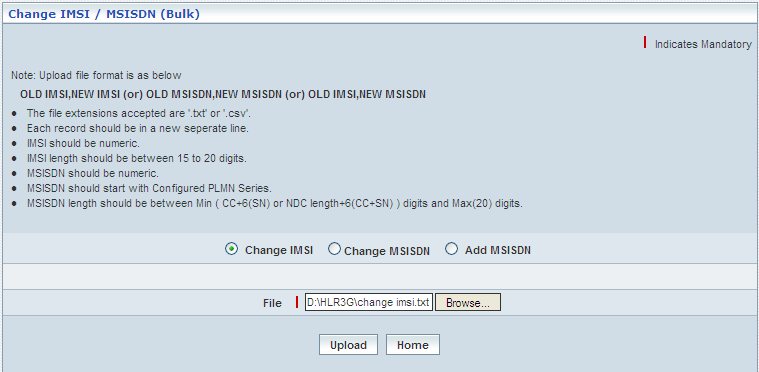 Change IMSI / MSISDN (Bulk)
Indicates Mandatory
Note: Upload file format is as below
OLD IMSI,NEW IMSI (or) OLD MSISDN,NEW MSISDN (or) OLD IMSI,NEW MSISDN
● The file extensions accepted are '.txt' or '.csv'.
● Each record should be in a new seperate line.
● IMSI should be numeric.
● IMSI length should be between 15 to 20 digits.
● MSISDN should be numeric.
● MSISDN should start with Configured PLMN Series.
● MSISDN length should be between Min ( CC+6(SN) or NDC length+6(CC+SN) ) digits and Max(20) digits.
Change IMSI Change MSISDN Add MSISDN
File D:\HLR3G\change imsi.txt Browse...
Upload Home